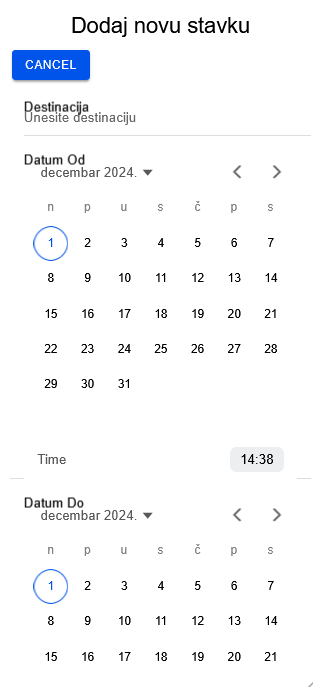 Dodaj novu stavku
CANCEL
Destinacija
Unesite destinaciju
Datum Od
decembar 2024.
n p u s č p s
1 2 3 4 5 6 7
8 9 10 11 12 13 14
15 16 17 18 19 20 21
22 23 24 25 26 27 28
29 30 31
Time 14:38
Datum Do
decembar 2024.
n p u s č p s
1 2 3 4 5 6 7
8 9 10 11 12 13 14
15 16 17 18 19 20 21